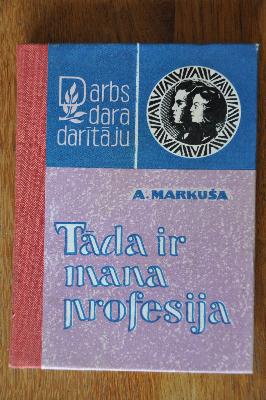 Darbs
dara
darītāju
A. MARKUŠA
Tāda ir
mana
profesija